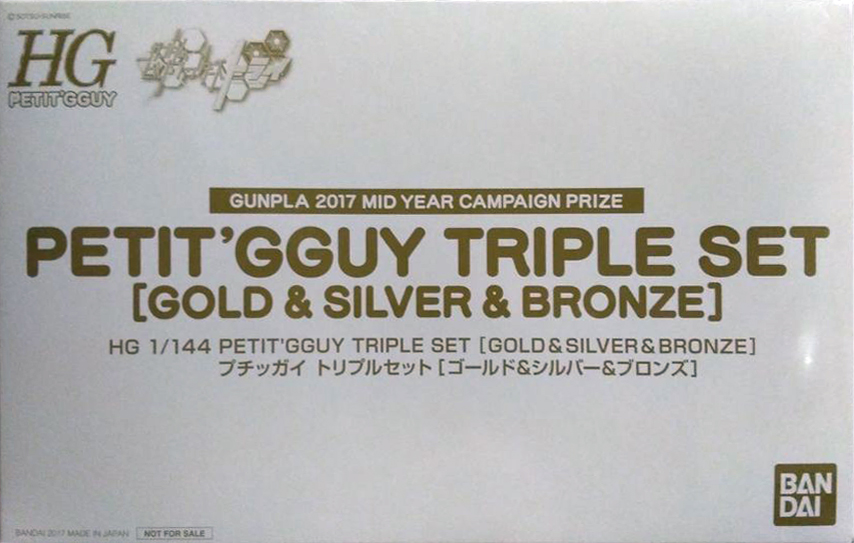 ©SOTSU·SUNRISE
HG
PETIT'GGUY
GUNPLA 2017 MID YEAR CAMPAIGN PRIZE
PETIT'GGUY TRIPLE SET
[GOLD & SILVER & BRONZE]
HG 1/144 PETIT'GGUY TRIPLE SET [GOLD&SILVER&BRONZE]
プチッガイ トリプルセット [ゴールド&シルバー&ブロンズ]
BAN
DAI
BANDAI 2017 MADE IN JAPAN NOT FOR SALE